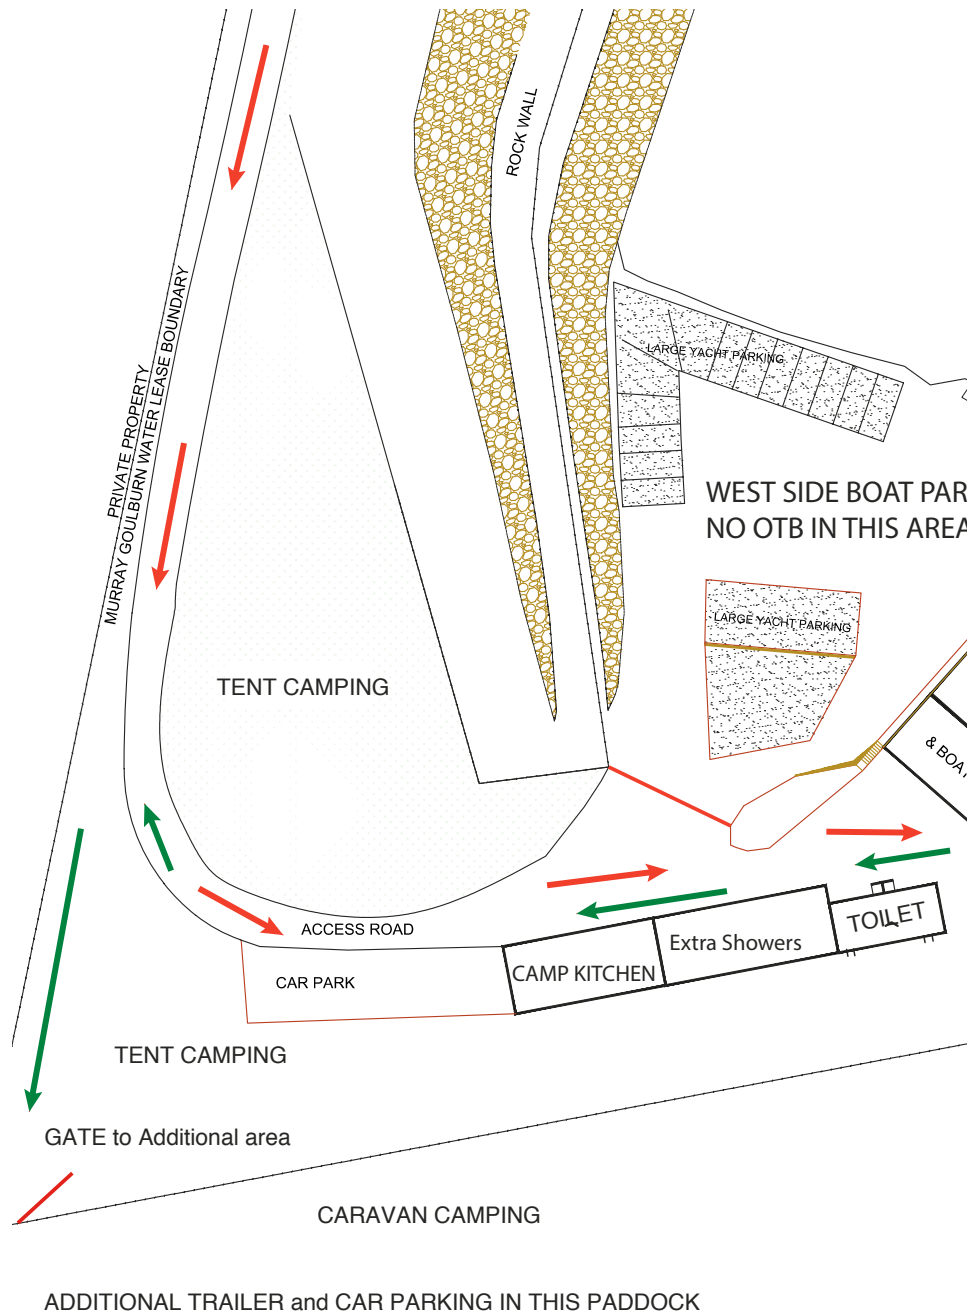 ROCK WALL
PRIVATE PROPERTY
MURRAY GOULBURN WATER LEASE BOUNDARY
LARGE YACHT PARKING
WEST SIDE BOAT PAR
NO OTB IN THIS AREA
LARGE YACHT PARKING
TENT CAMPING
& BOAT
ACCESS ROAD
TOILET
Extra Showers
CAMP KITCHEN
CAR PARK
TENT CAMPING
GATE to Additional area
CARAVAN CAMPING
ADDITIONAL TRAILER and CAR PARKING IN THIS PADDOCK